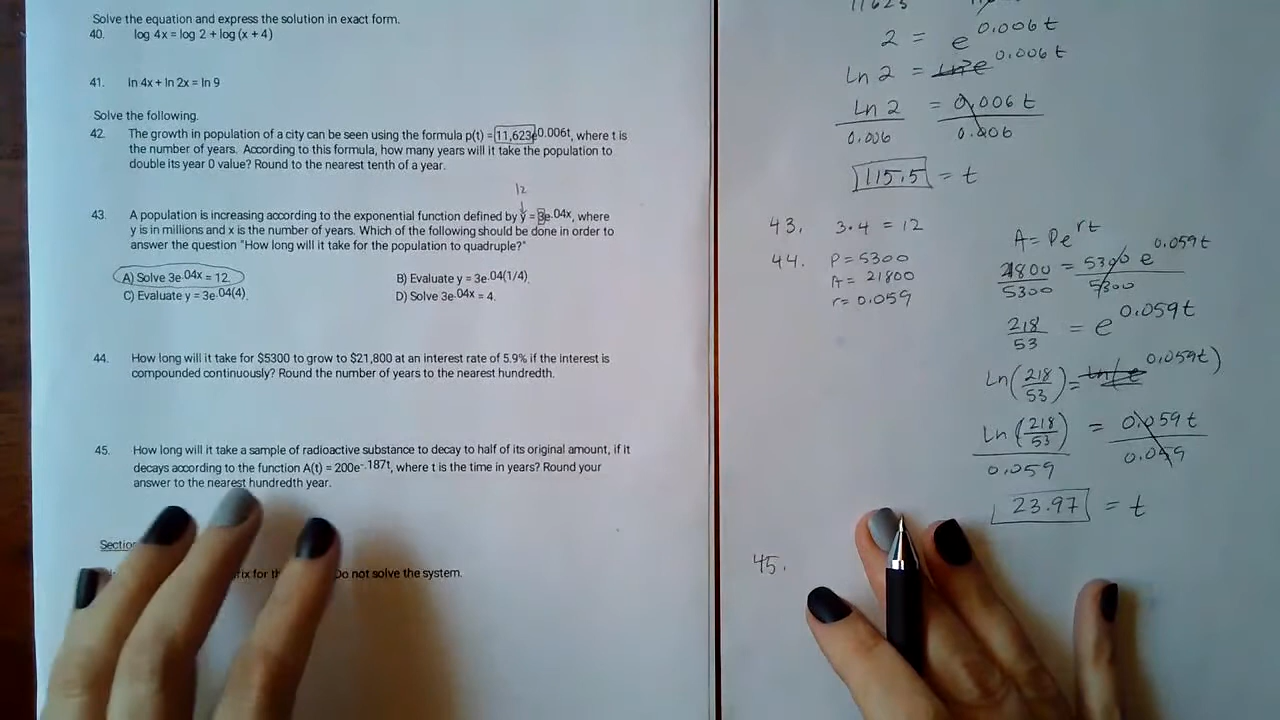 Solve the equation and express the solution in exact form.
40. log 4x = log 2 + log (x + 4)
41. ln 4x + ln 2x = ln 9
Solve the following.
42. The growth in population of a city can be seen using the formula p(t) = 11,623e0.006t, where t is
the number of years. According to this formula, how many years will it take the population to
double its year 0 value? Round to the nearest tenth of a year.
12
43. A population is increasing according to the exponential function defined by y = 3e.04x, where
y is in millions and x is the number of years. Which of the following should be done in order to
answer the question "How long will it take for the population to quadruple?"
A) Solve 3e.04x = 12. B) Evaluate y = 3e.04(1/4).
C) Evaluate y = 3e.04(4). D) Solve 3e.04x = 4.
44. How long will it take for $5300 to grow to $21,800 at an interest rate of 5.9% if the interest is
compounded continuously? Round the number of years to the nearest hundredth.
45. How long will it take a sample of radioactive substance to decay to half of its original amount, if it
decays according to the function A(t) = 200e-.187t, where t is the time in years? Round your
answer to the nearest hundredth year.
for the Do not solve the system.
11623
2 = e 0.006t
Ln 2 = Ln e 0.006t
Ln 2 = 0.006t
0.006 0.006
115.5 = t
43. 3·4 = 12
44. P = 5300
A = 21800
r = 0.059
A = Pe rt
21800 = 5300 e 0.059t
5300 5300
218 = e 0.059t
53
Ln(218/53) = Ln(e 0.059t)
Ln(218/53) = 0.059t
0.059 0.059
23.97 = t
45.